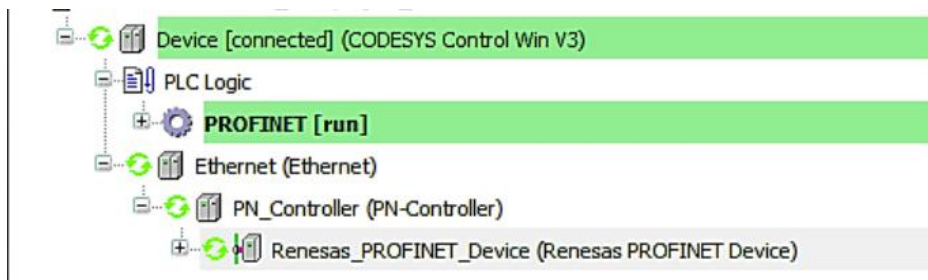 Device [connected] (CODESYS Control Win V3)
PLC Logic
PROFINET [run]
Ethernet (Ethernet)
PN_Controller (PN-Controller)
Renesas_PROFINET_Device (Renesas PROFINET Device)